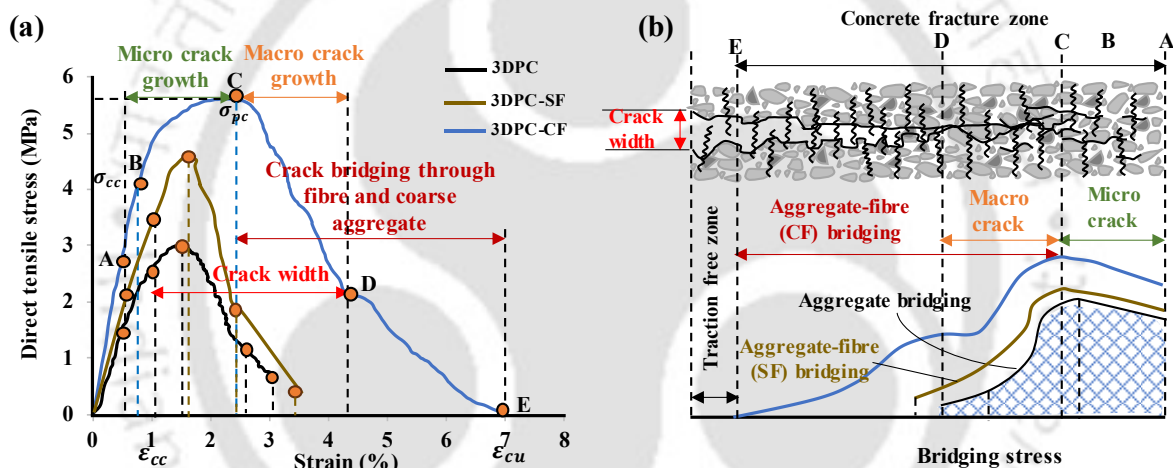 (a)
Micro crack
growth
Macro crack
growth
C
σpc
3DPC
3DPC-SF
3DPC-CF
Direct tensile stress (MPa)
6
5
4
3
2
1
0
σcc
B
A
Crack bridging through
fibre and coarse
aggregate
Crack width
D
E
0
1
2
3
4
5
6
7
8
εcc
Strain (%)
εcu
(b)
Concrete fracture zone
E
D
C
B
A
Crack
width
Traction free zone
Aggregate-fibre
(CF) bridging
Macro
crack
Micro
crack
Aggregate bridging
Aggregate-fibre
(SF) bridging
Bridging stress